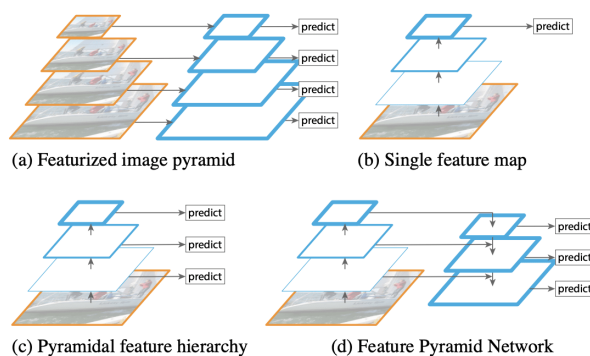 predict
predict
predict
predict
predict
(a) Featurized image pyramid
(b) Single feature map
predict
predict
predict
predict
predict
predict
(c) Pyramidal feature hierarchy
(d) Feature Pyramid Network